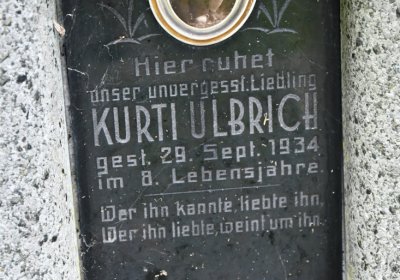 Hier ruhet
unser unvergessl. Liebling
KURTI ULBRICH
gest. 29. Sept. 1934
im 8. Lebensjahre.
Wer ihn kannte, liebte ihn,
Wer ihn liebte, weint um ihn.